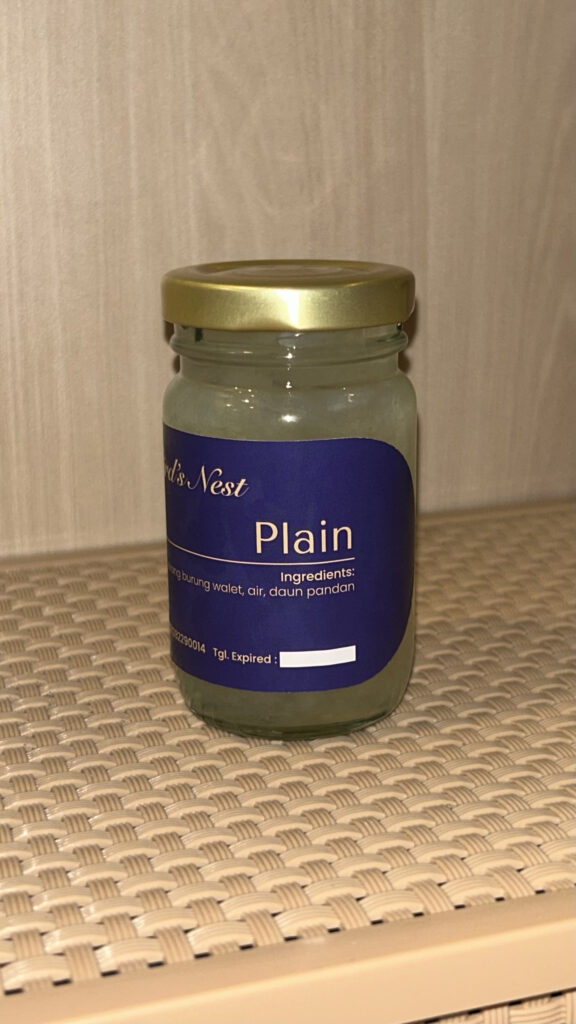 Nest
Plain
Ingredients:
burung walet, air, daun pandan
Tgl. Expired :